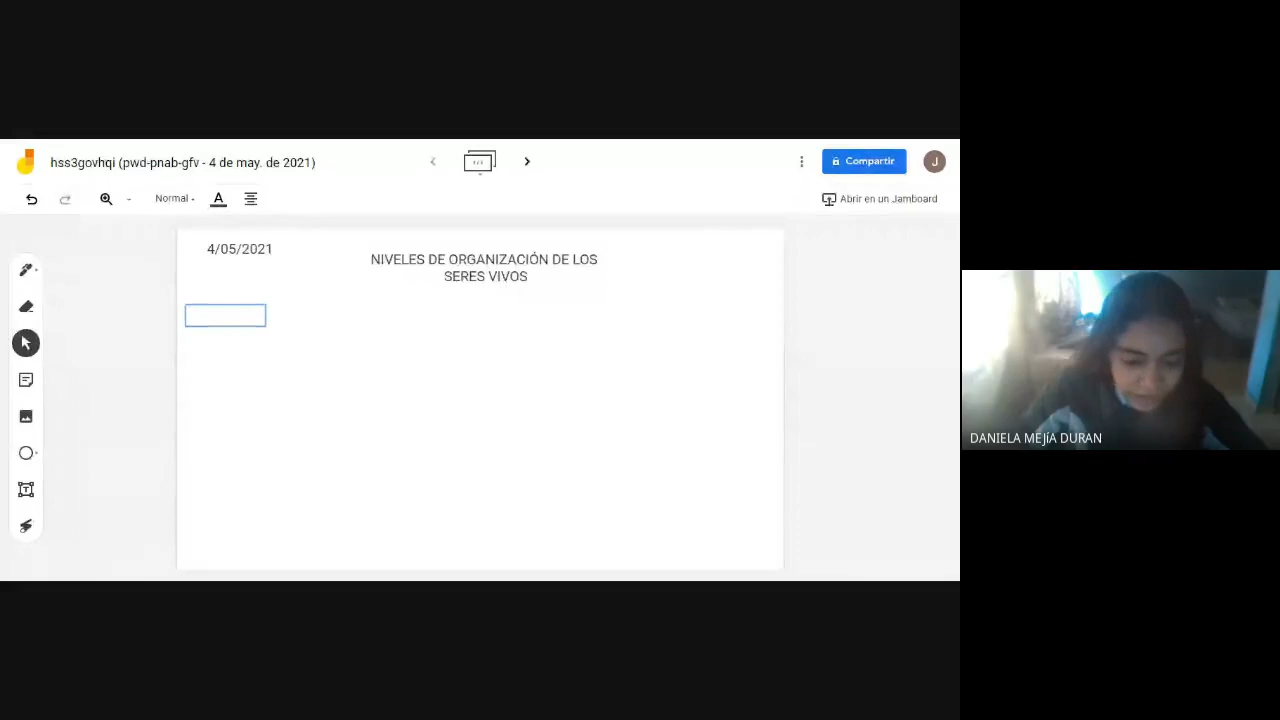 hss3govhqi (pwd-pnab-gfv - 4 de may. de 2021)
Compartir
J
Normal
A
Abrir en un Jamboard
4/05/2021
NIVELES DE ORGANIZACIÓN DE LOS
SERES VIVOS
T
DANIELA MEJíA DURAN